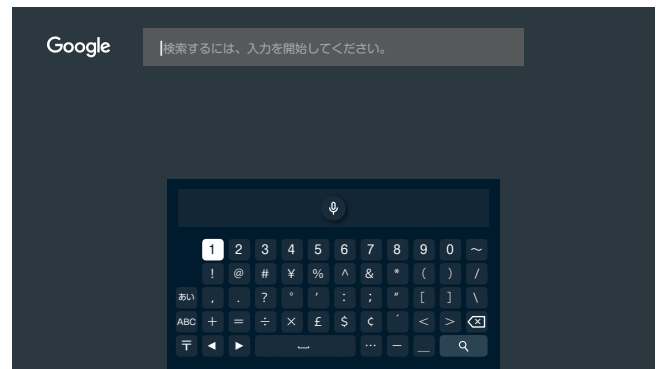 Google
検索するには、入力を開始してください。
1 2 3 4 5 6 7 8 9 0 ～
! @ # ¥ % ^ & * ( ) /
あい , . ? ° ′ : ; ″ [ ] \
ABC + = ÷ × £ $ ¢ ´ < >
〒 ◀ ▶ ⎵ … − _